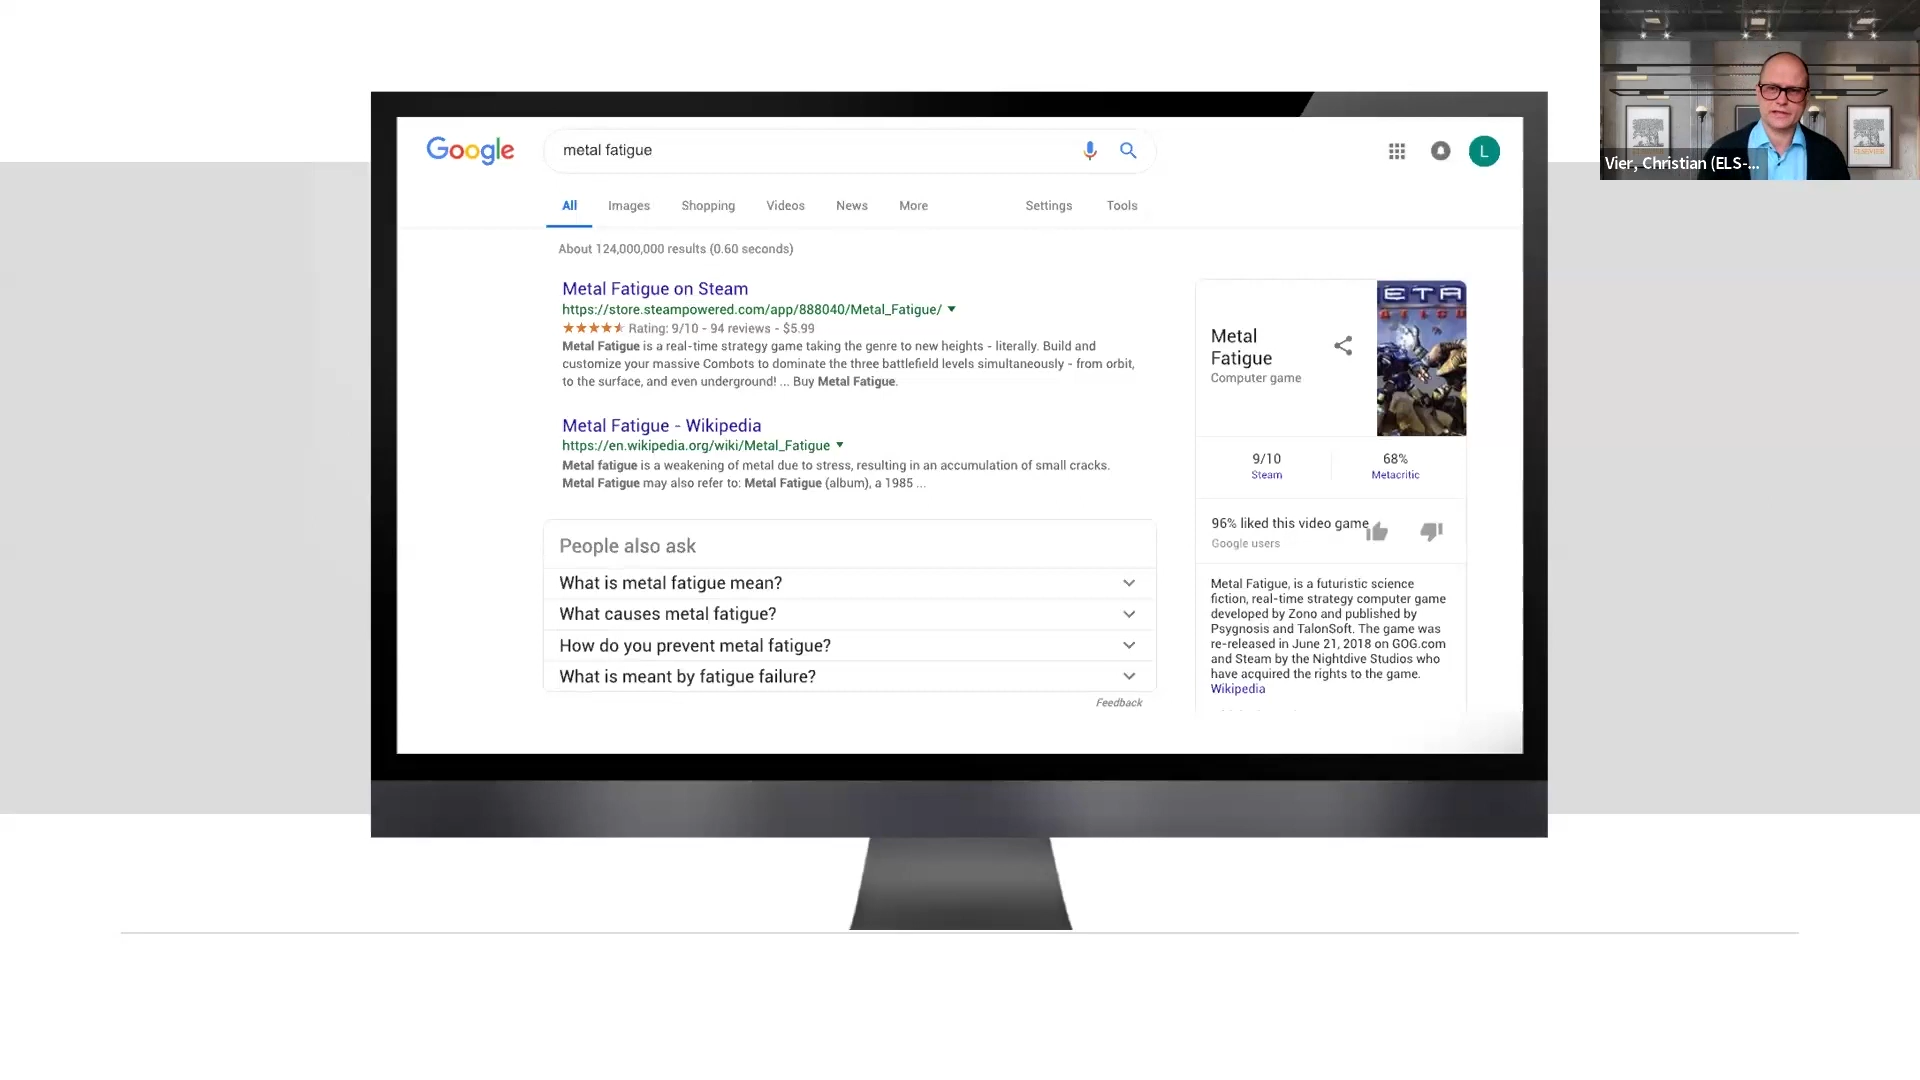 Google
metal fatigue
L
All Images Shopping Videos News More Settings Tools
About 124,000,000 results (0.60 seconds)
Metal Fatigue on Steam
https://store.steampowered.com/app/888040/Metal_Fatigue/
Rating: 9/10 - 94 reviews - $5.99
Metal Fatigue is a real-time strategy game taking the genre to new heights - literally. Build and
customize your massive Combots to dominate the three battlefield levels simultaneously - from orbit,
to the surface, and even underground! ... Buy Metal Fatigue.
Metal Fatigue - Wikipedia
https://en.wikipedia.org/wiki/Metal_Fatigue
Metal fatigue is a weakening of metal due to stress, resulting in an accumulation of small cracks.
Metal Fatigue may also refer to: Metal Fatigue (album), a 1985 ...
People also ask
What is metal fatigue mean?
What causes metal fatigue?
How do you prevent metal fatigue?
What is meant by fatigue failure?
Feedback
Metal
Fatigue
Computer game
ETA
9/10
Steam
68%
Metacritic
96% liked this video game
Google users
Metal Fatigue, is a futuristic science
fiction, real-time strategy computer game
developed by Zono and published by
Psygnosis and TalonSoft. The game was
re-released in June 21, 2018 on GOG.com
and Steam by the Nightdive Studios who
have acquired the rights to the game.
Wikipedia
Vier, Christian (ELS-...
ELSEVIER